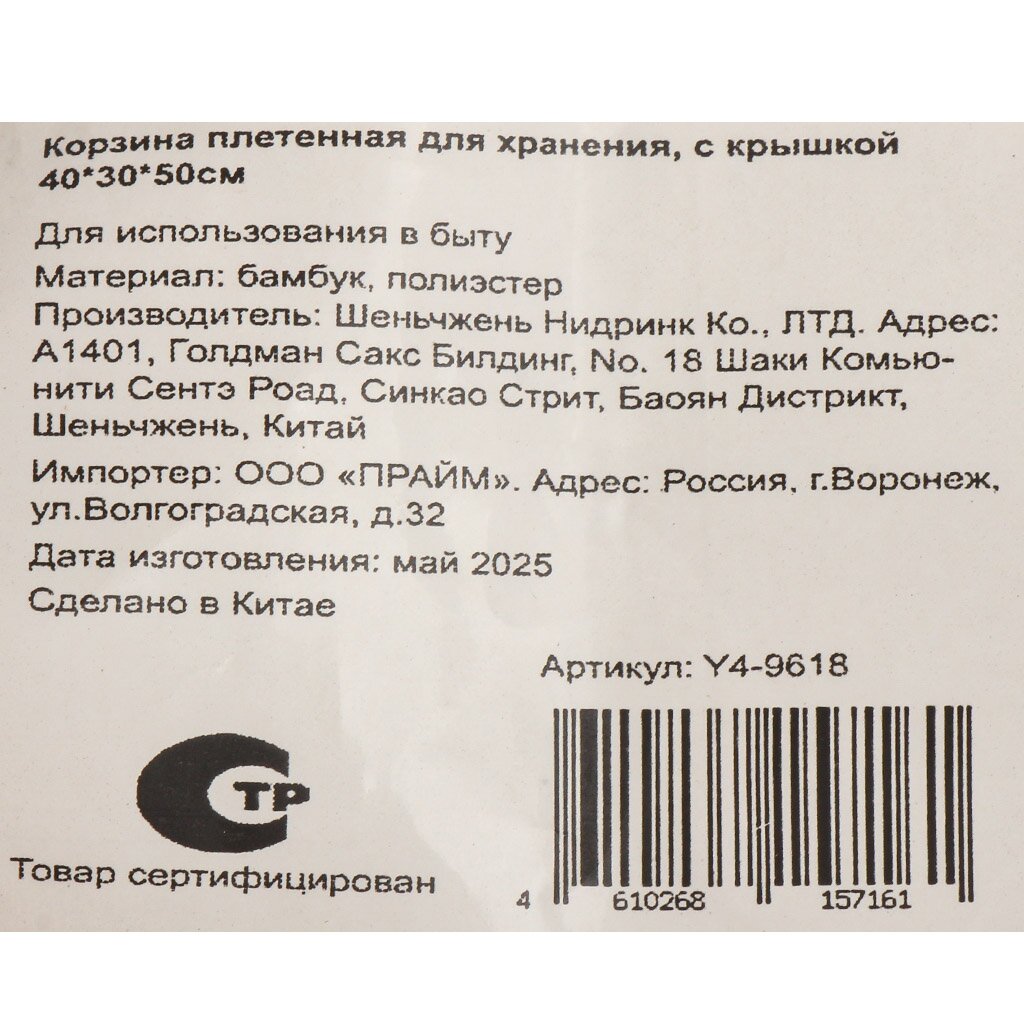 Корзина плетенная для хранения, с крышкой
40*30*50см
Для использования в быту
Материал: бамбук, полиэстер
Производитель: Шеньчжень Нидринк Ко., ЛТД. Адрес:
А1401, Голдман Сакс Билдинг, No. 18 Шаки Комью-
нити Сентэ Роад, Синкао Стрит, Баоян Дистрикт,
Шеньчжень, Китай
Импортер: ООО «ПРАЙМ». Адрес: Россия, г.Воронеж,
ул.Волгоградская, д.32
Дата изготовления: май 2025
Сделано в Китае
Артикул: Y4-9618
СТР
Товар сертифицирован
4 610268 157161